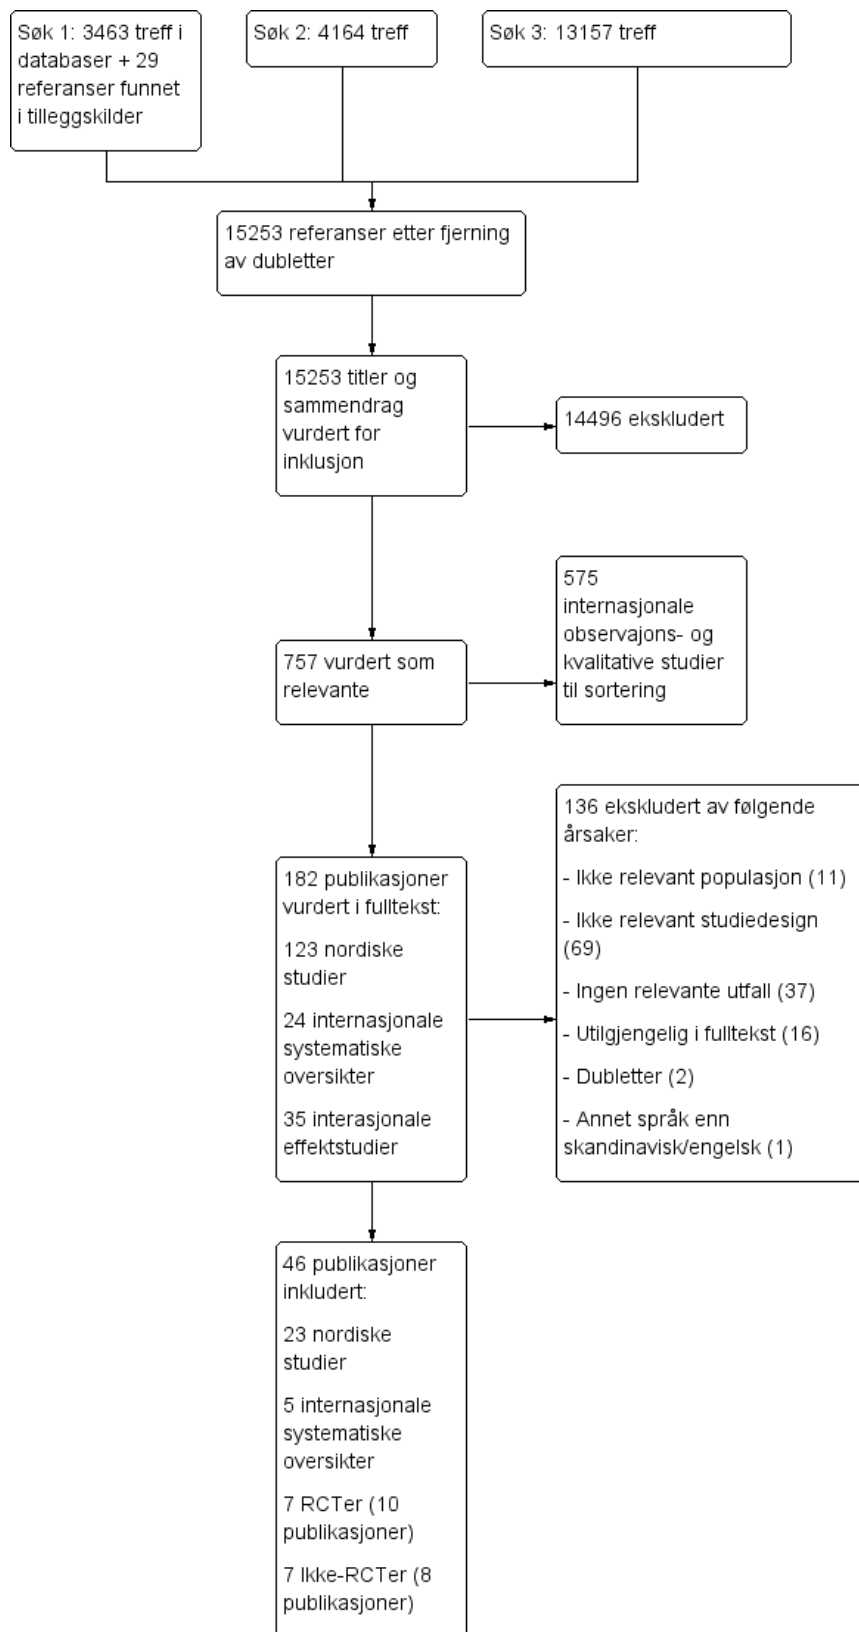 Søk 1: 3463 treff i
databaser + 29
referanser funnet
i tilleggskilder
Søk 2: 4164 treff
Søk 3: 13157 treff
15253 referanser etter fjerning
av dubletter
15253 titler og
sammendrag
vurdert for
inklusjon
14496 ekskludert
575
internasjonale
observajons- og
kvalitative studier
til sortering
757 vurdert som
relevante
136 ekskludert av følgende
årsaker:
- Ikke relevant populasjon (11)
- Ikke relevant studiedesign
(69)
- Ingen relevante utfall (37)
- Utilgjengelig i fulltekst (16)
- Dubletter (2)
- Annet språk enn
skandinavisk/engelsk (1)
182 publikasjoner
vurdert i fulltekst:
123 nordiske
studier
24 internasjonale
systematiske
oversikter
35 interasjonale
effektstudier
46 publikasjoner
inkludert:
23 nordiske
studier
5 internasjonale
systematiske
oversikter
7 RCTer (10
publikasjoner)
7 Ikke-RCTer (8
publikasjoner)